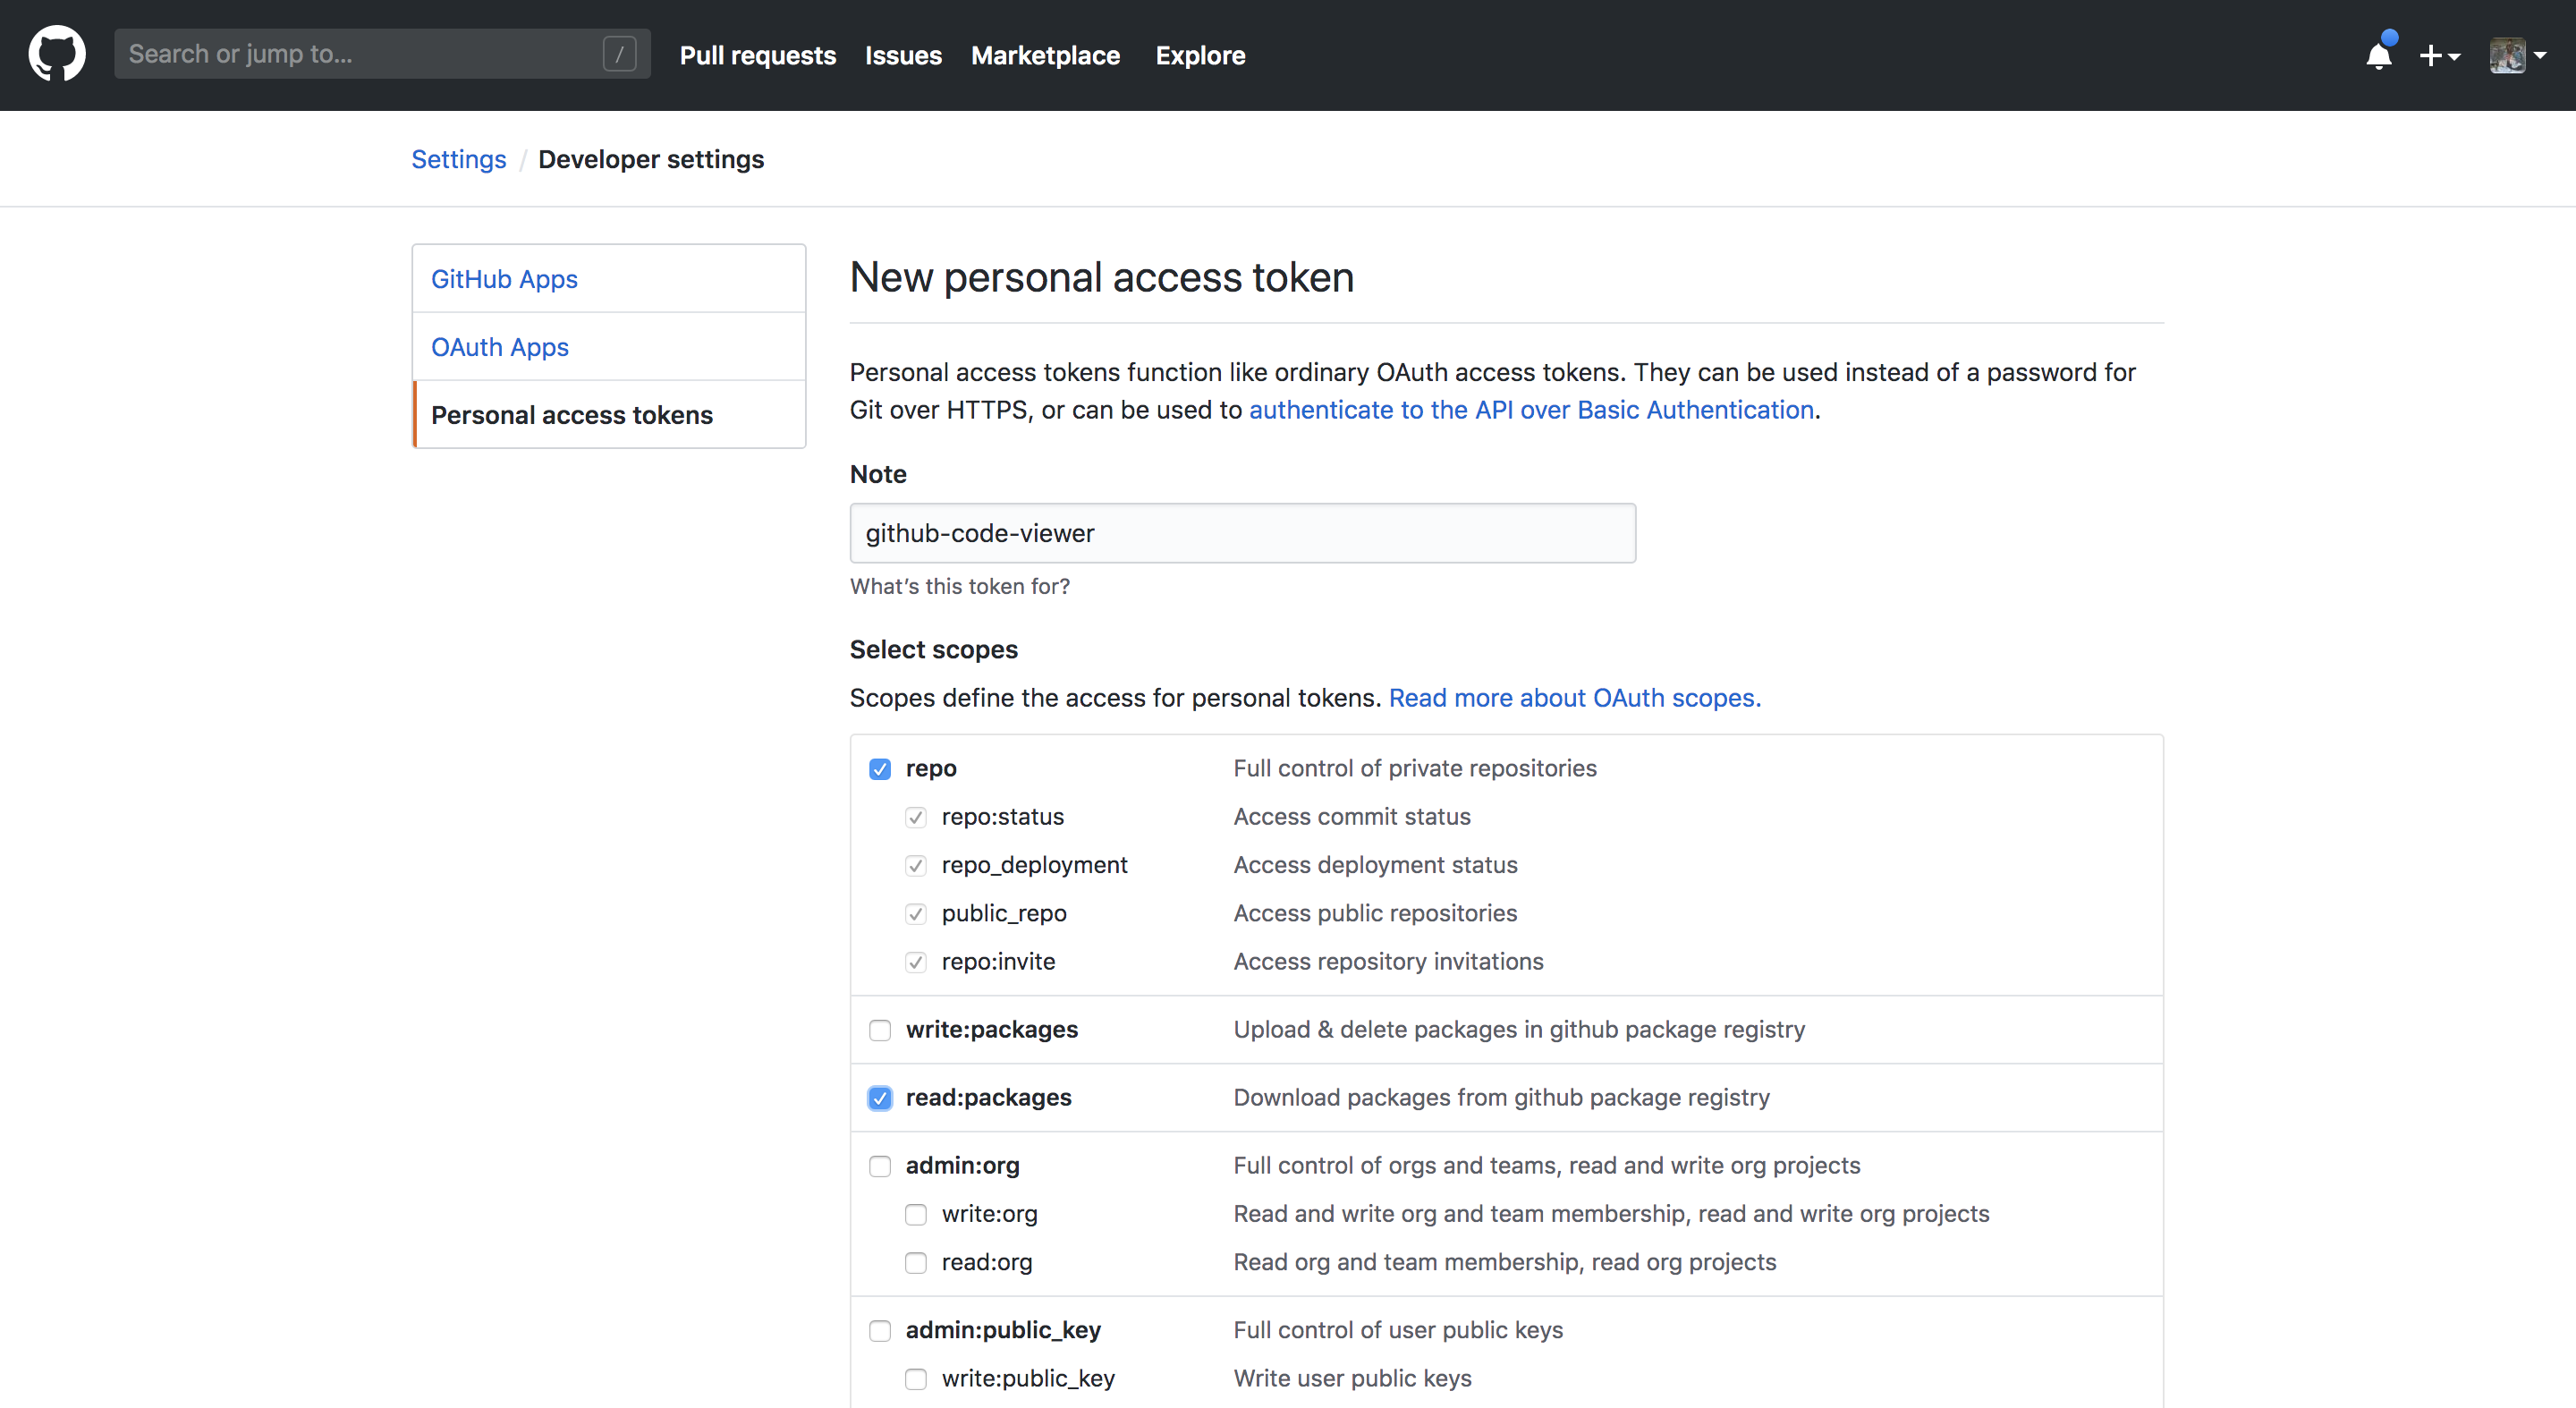 Search or jump to... /
Pull requests Issues Marketplace Explore
Settings / Developer settings
GitHub Apps
OAuth Apps
Personal access tokens
New personal access token
Personal access tokens function like ordinary OAuth access tokens. They can be used instead of a password for
Git over HTTPS, or can be used to authenticate to the API over Basic Authentication.
Note
github-code-viewer
What’s this token for?
Select scopes
Scopes define the access for personal tokens. Read more about OAuth scopes.
repo Full control of private repositories
repo:status Access commit status
repo_deployment Access deployment status
public_repo Access public repositories
repo:invite Access repository invitations
write:packages Upload & delete packages in github package registry
read:packages Download packages from github package registry
admin:org Full control of orgs and teams, read and write org projects
write:org Read and write org and team membership, read and write org projects
read:org Read org and team membership, read org projects
admin:public_key Full control of user public keys
write:public_key Write user public keys